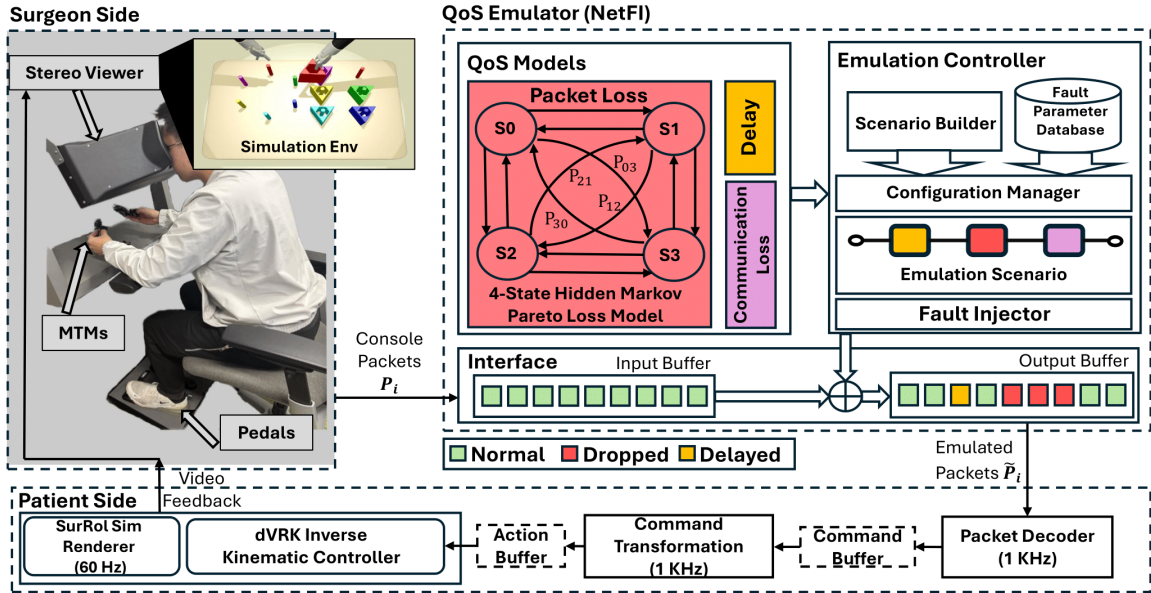 Surgeon Side
Stereo Viewer
Simulation Env
MTMs
Pedals
Console
Packets
P_i
QoS Emulator (NetFI)
QoS Models
Packet Loss
S0
S1
P_21
P_03
P_30
P_12
S2
S3
4-State Hidden Markov
Pareto Loss Model
Delay
Communication
Loss
Emulation Controller
Scenario Builder
Fault
Parameter
Database
Configuration Manager
Emulation Scenario
Fault Injector
Interface
Input Buffer
Output Buffer
Normal
Dropped
Delayed
Emulated
Packets P̃_i
Video
Feedback
Patient Side
SurRol Sim
Renderer
(60 Hz)
dVRK Inverse
Kinematic Controller
Action
Buffer
Command
Transformation
(1 KHz)
Command
Buffer
Packet Decoder
(1 KHz)